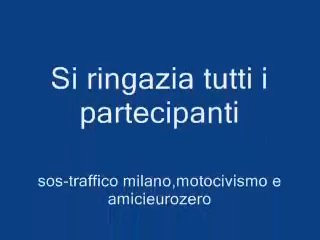 Si ringazia tutti i
partecipanti
sos-traffico milano,motocivismo e
amicieurozero